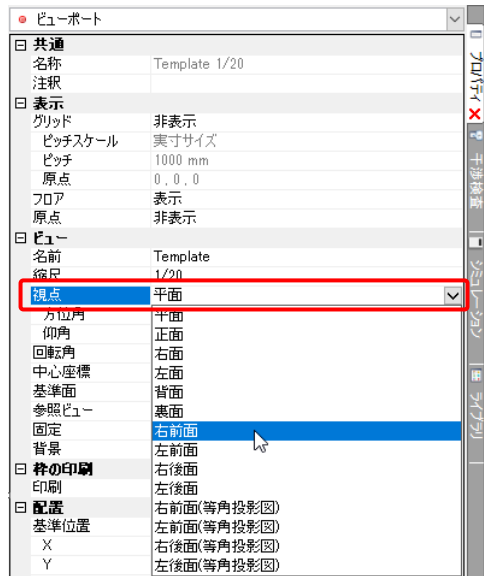 ビューポート
共通
名称 Template 1/20
注釈
表示
グリッド 非表示
ピッチスケール 実寸サイズ
ピッチ 1000 mm
原点 0 , 0 , 0
フロア 表示
原点 非表示
ビュー
名前 Template
縮尺 1/20
視点 平面
方位角 平面
仰角 正面
回転角 右面
中心座標 左面
基準面 背面
参照ビュー 裏面
固定 右前面
背景 左前面
枠の印刷 右後面
印刷 左後面
配置 右前面(等角投影図)
基準位置 左前面(等角投影図)
X 右後面(等角投影図)
Y 左後面(等角投影図)
プロパティ
干渉検査
シミュレーション
ライブラリ